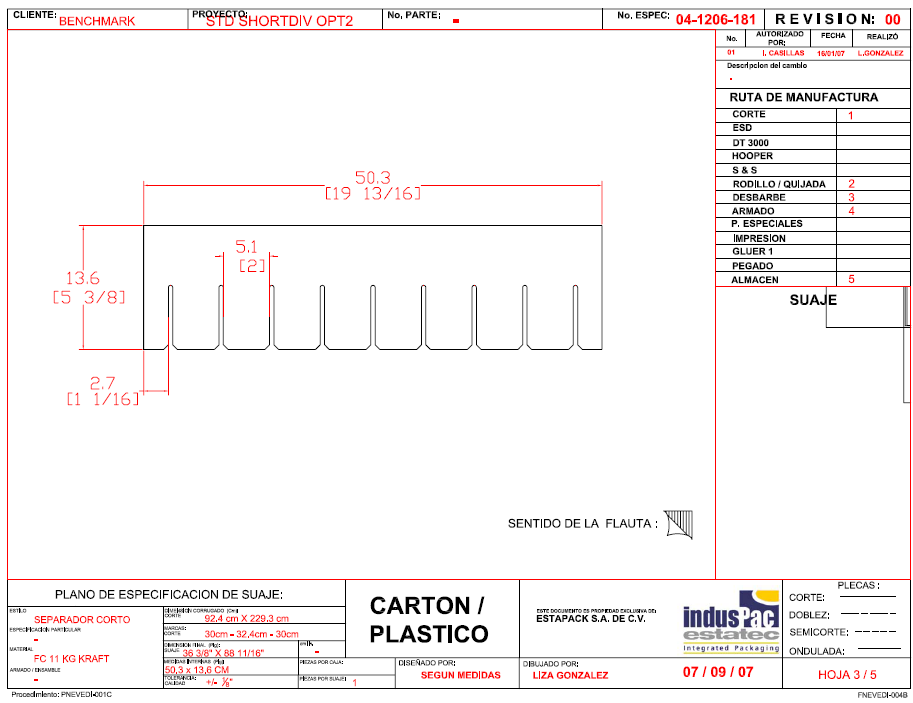 CLIENTE: BENCHMARK
PROYECTO: STD SHORTDIV OPT2
No, PARTE: -
No. ESPEC: 04-1206-181
REVISION: 00
No. AUTORIZADO POR: FECHA REALIZÓ
01 I. CASILLAS 16/01/07 L.GONZALEZ
Descripcion del cambio
-
RUTA DE MANUFACTURA
CORTE 1
ESD
DT 3000
HOOPER
S & S
RODILLO / QUIJADA 2
DESBARBE 3
ARMADO 4
P. ESPECIALES
IMPRESION
GLUER 1
PEGADO
ALMACEN 5
SUAJE
50.3
[19 13/16]
5.1
[2]
13.6
[5 3/8]
2.7
[1 1/16]
SENTIDO DE LA FLAUTA :
PLANO DE ESPECIFICACION DE SUAJE:
ESTILO
SEPARADOR CORTO
ESPECIFICACION PARTICULAR
-
MATERIAL
FC 11 KG KRAFT
ARMADO / ENSAMBLE
-
DIMENSION CORRUGADO (Cm)
CORTE 92.4 cm X 229.3 cm
MARCAS:
CORTE 30cm - 32,4cm - 30cm
DIMENSION FINAL (Plg):
SUAJE 36 3/8" X 88 11/16"
-
MEDIDAS INTERNAS (Plg)
50,3 x 13,6 CM
PIEZAS POR CAJA:
TOLERANCIA:
CALIDAD +/- ⅛"
PIEZAS POR SUAJE: 1
CARTON /
PLASTICO
DISEÑADO POR:
SEGUN MEDIDAS
ESTE DOCUMENTO ES PROPIEDAD EXCLUSIVA DE:
ESTAPACK S.A. DE C.V.
DIBUJADO POR:
LIZA GONZALEZ
indusPac
estatec
Integrated Packaging
07 / 09 / 07
PLECAS :
CORTE:
DOBLEZ:
SEMICORTE:
ONDULADA:
HOJA 3 / 5
Procedimiento: PNEVEDI-001C
FNEVEDI-004B